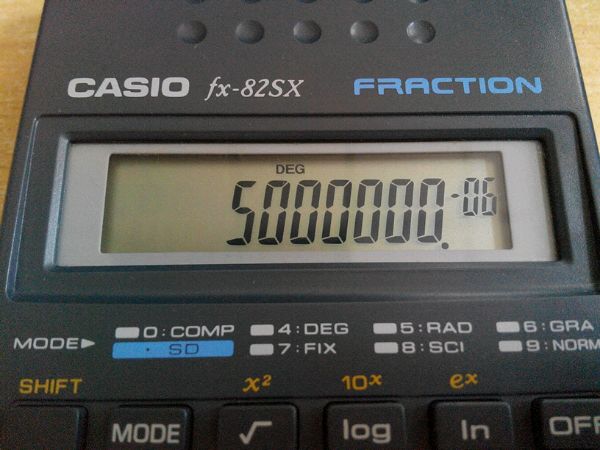 CASIO fx-82SX FRACTION
DEG
5000000.-06
MODE▶ 0:COMP 4:DEG 5:RAD 6:GRA
· SD 7:FIX 8:SCI 9:NORM
SHIFT x² 10ˣ eˣ
MODE √ log ln OFF